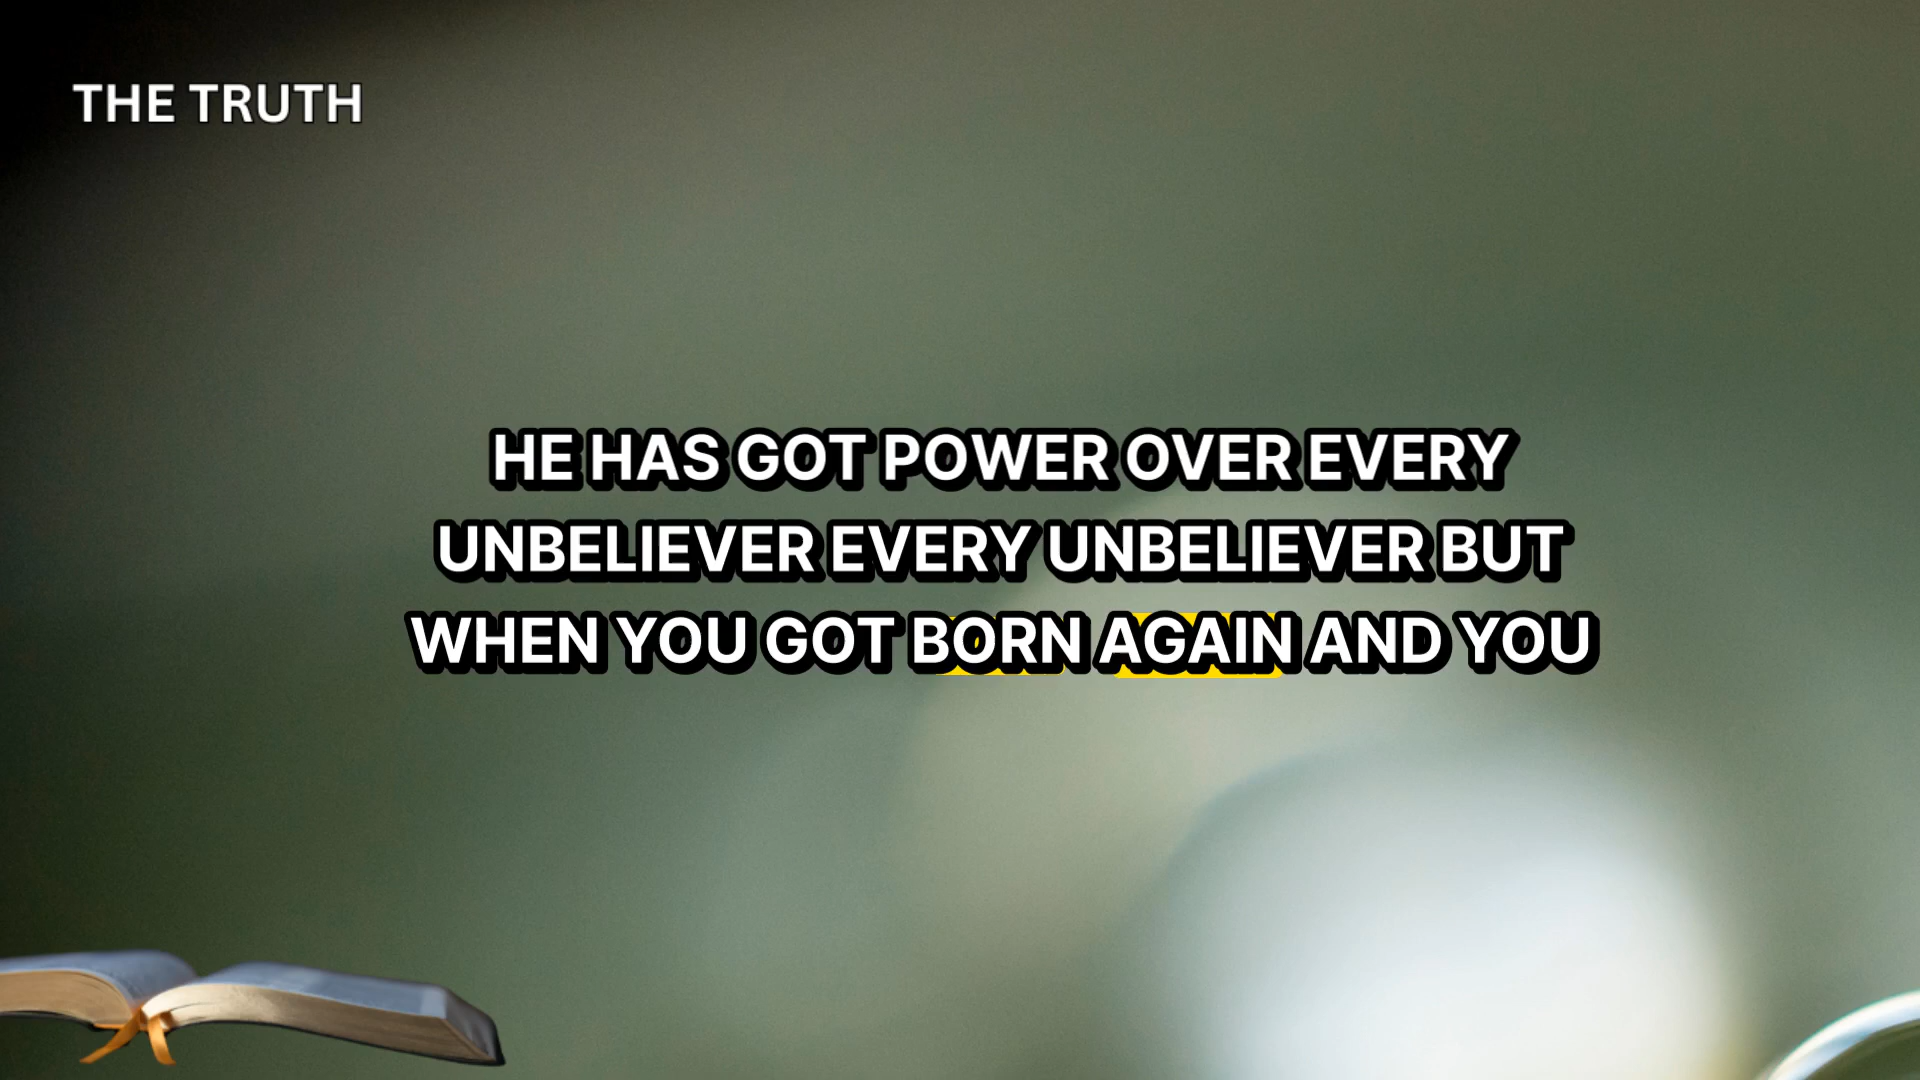 THE TRUTH
HE HAS GOT POWER OVER EVERY
UNBELIEVER EVERY UNBELIEVER BUT
WHEN YOU GOT BORN AGAIN AND YOU